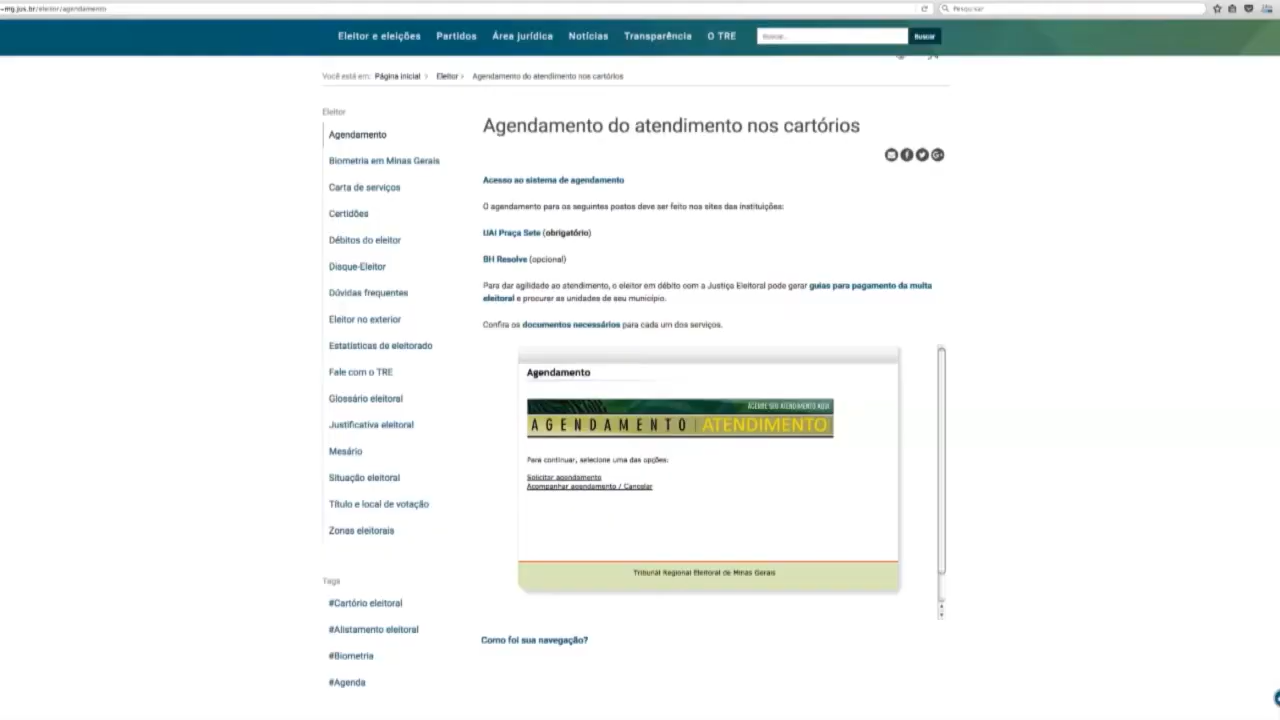 -mg.jus.br/eleitor/agendamento
Pesquisar
Eleitor e eleições Partidos Área jurídica Notícias Transparência O TRE
Buscar...
Buscar
Você está em: Página inicial > Eleitor > Agendamento do atendimento nos cartórios
Eleitor
Agendamento
Biometria em Minas Gerais
Carta de serviços
Certidões
Débitos do eleitor
Disque-Eleitor
Dúvidas frequentes
Eleitor no exterior
Estatísticas de eleitorado
Fale com o TRE
Glossário eleitoral
Justificativa eleitoral
Mesário
Situação eleitoral
Título e local de votação
Zonas eleitorais
Tags
#Cartório eleitoral
#Alistamento eleitoral
#Biometria
#Agenda
Agendamento do atendimento nos cartórios
Acesso ao sistema de agendamento
O agendamento para os seguintes postos deve ser feito nos sites das instituições:
UAI Praça Sete (obrigatório)
BH Resolve (opcional)
Para dar agilidade ao atendimento, o eleitor em débito com a Justiça Eleitoral pode gerar guias para pagamento da multa
eleitoral e procurar as unidades de seu município.
Confira os documentos necessários para cada um dos serviços.
Agendamento
AGENDE SEU ATENDIMENTO AQUI
AGENDAMENTO | ATENDIMENTO
Para continuar, selecione uma das opções:
Solicitar agendamento
Acompanhar agendamento / Cancelar
Tribunal Regional Eleitoral de Minas Gerais
Como foi sua navegação?